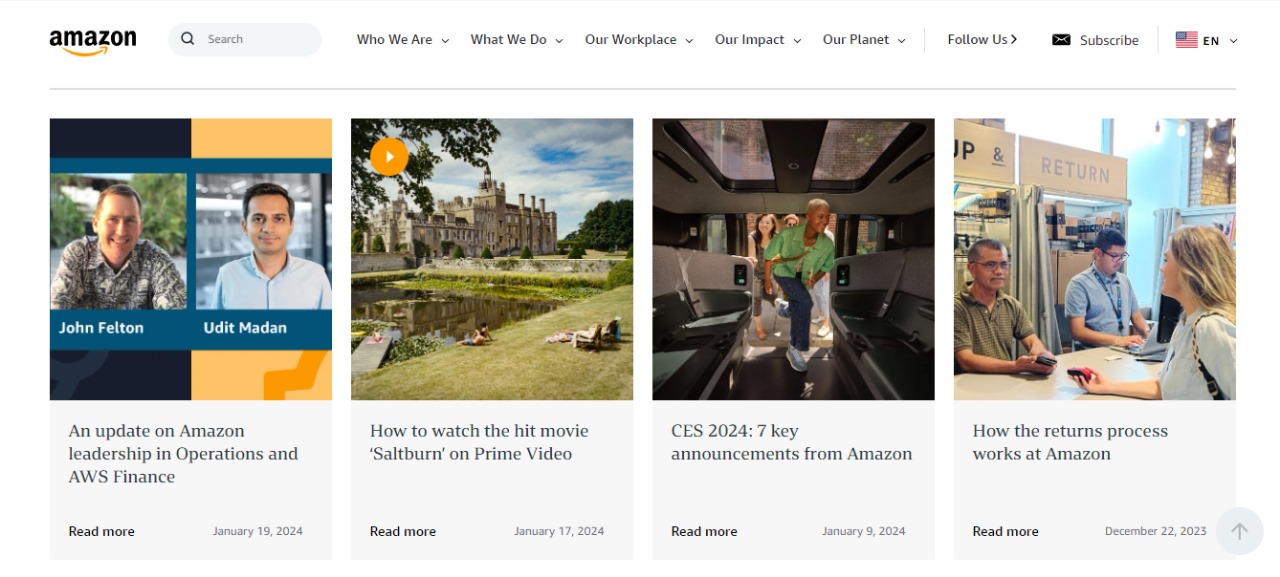 amazon
Search
Who We Are
What We Do
Our Workplace
Our Impact
Our Planet
Follow Us
Subscribe
EN
John Felton
Udit Madan
UP &
RETURN
An update on Amazon
leadership in Operations and
AWS Finance
Read more
January 19, 2024
How to watch the hit movie
‘Saltburn’ on Prime Video
Read more
January 17, 2024
CES 2024: 7 key
announcements from Amazon
Read more
January 9, 2024
How the returns process
works at Amazon
Read more
December 22, 2023